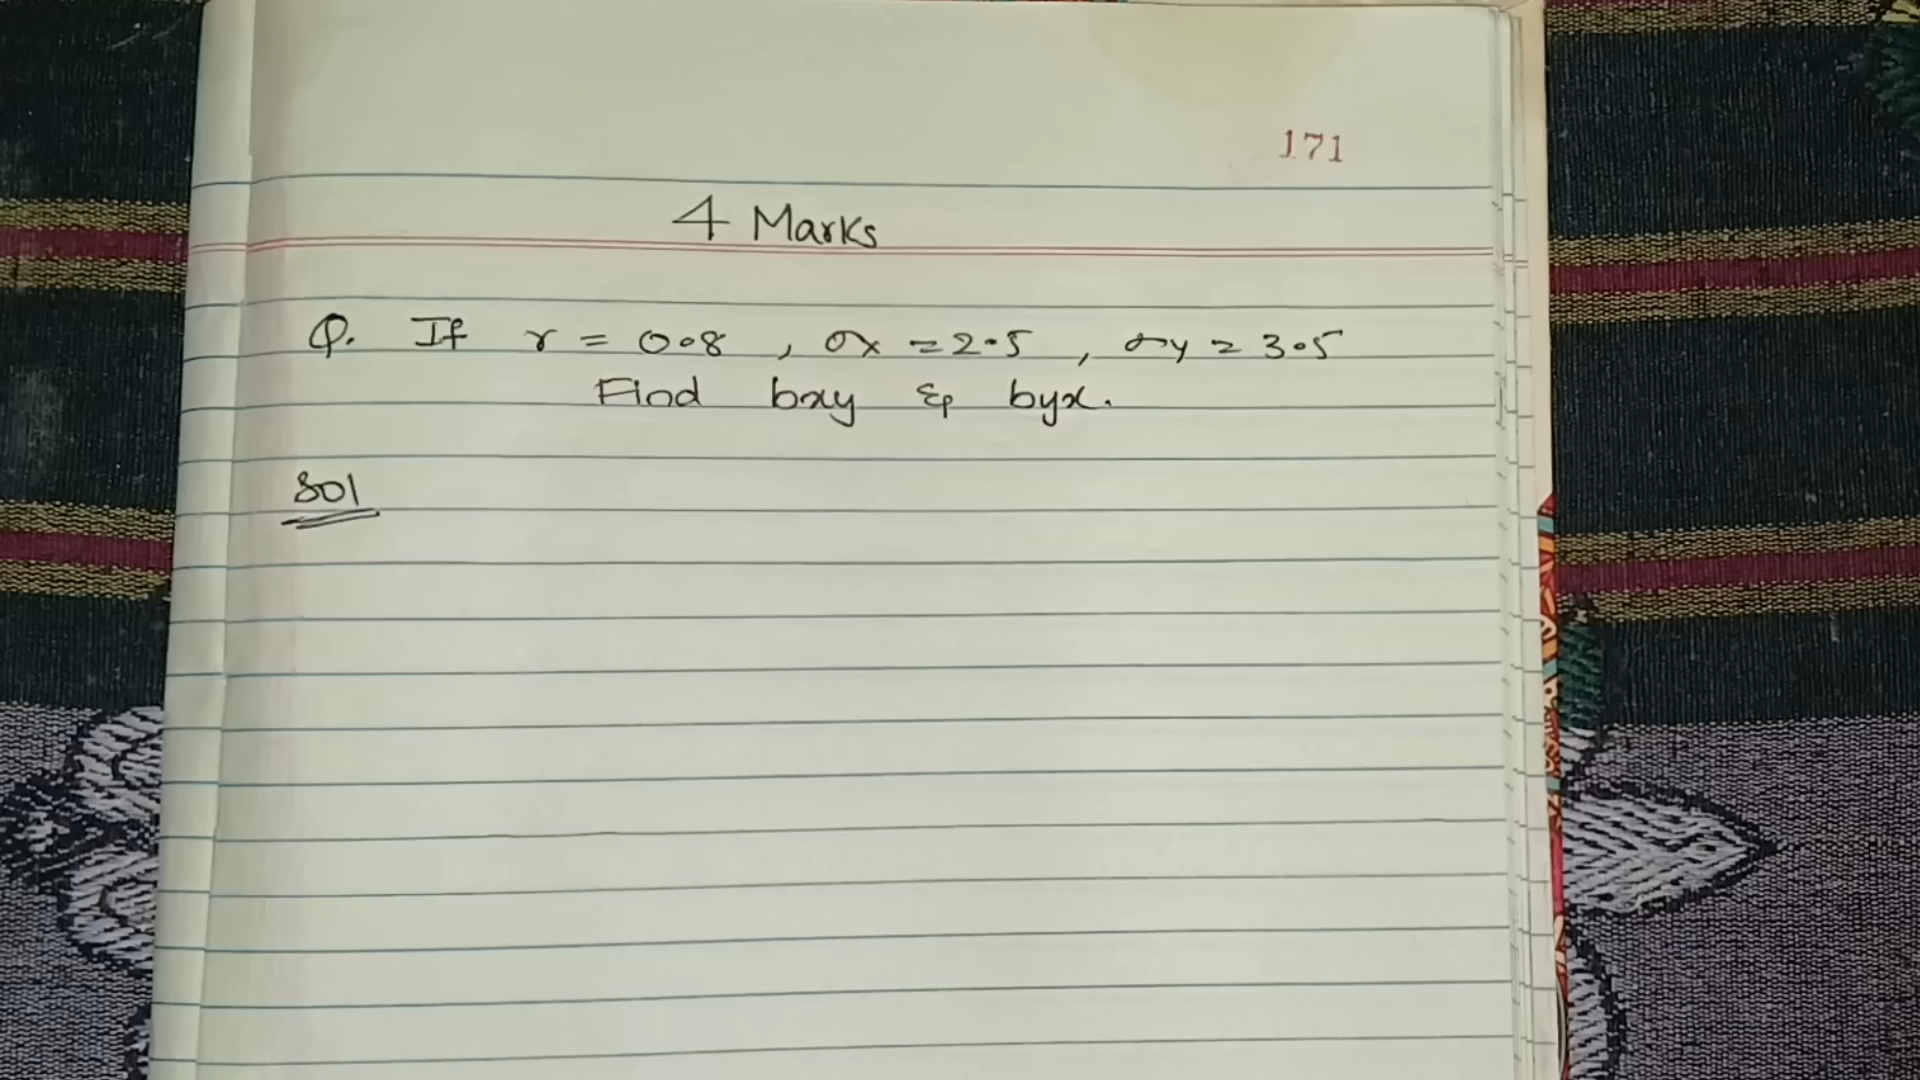 171
4 Marks
Q. If r = 0.8 , σx = 2.5 , σy = 3.5
Find bxy & byx.
Sol